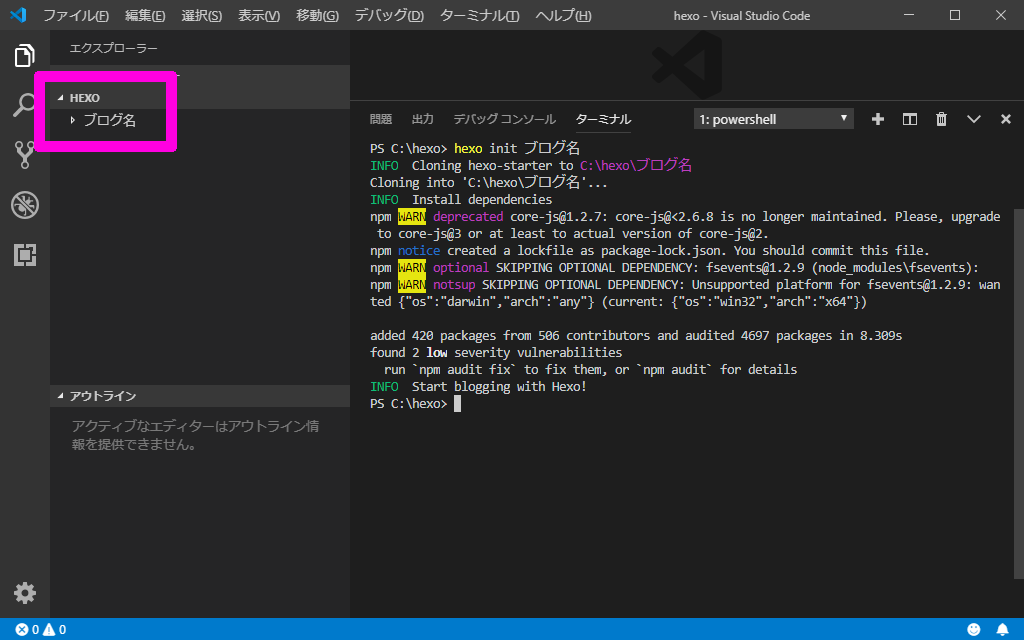 ファイル(F) 編集(E) 選択(S) 表示(V) 移動(G) デバッグ(D) ターミナル(T) ヘルプ(H) hexo - Visual Studio Code
エクスプローラー
HEXO
ブログ名
アウトライン
アクティブなエディターはアウトライン情
報を提供できません。
問題 出力 デバッグ コンソール ターミナル 1: powershell
PS C:\hexo> hexo init ブログ名
INFO  Cloning hexo-starter to C:\hexo\ブログ名
Cloning into 'C:\hexo\ブログ名'...
INFO  Install dependencies
npm WARN deprecated core-js@1.2.7: core-js@<2.6.8 is no longer maintained. Please, upgrade
 to core-js@3 or at least to actual version of core-js@2.
npm notice created a lockfile as package-lock.json. You should commit this file.
npm WARN optional SKIPPING OPTIONAL DEPENDENCY: fsevents@1.2.9 (node_modules\fsevents):
npm WARN notsup SKIPPING OPTIONAL DEPENDENCY: Unsupported platform for fsevents@1.2.9: wan
ted {"os":"darwin","arch":"any"} (current: {"os":"win32","arch":"x64"})
added 420 packages from 506 contributors and audited 4697 packages in 8.309s
found 2 low severity vulnerabilities
  run `npm audit fix` to fix them, or `npm audit` for details
INFO  Start blogging with Hexo!
PS C:\hexo>
0 0